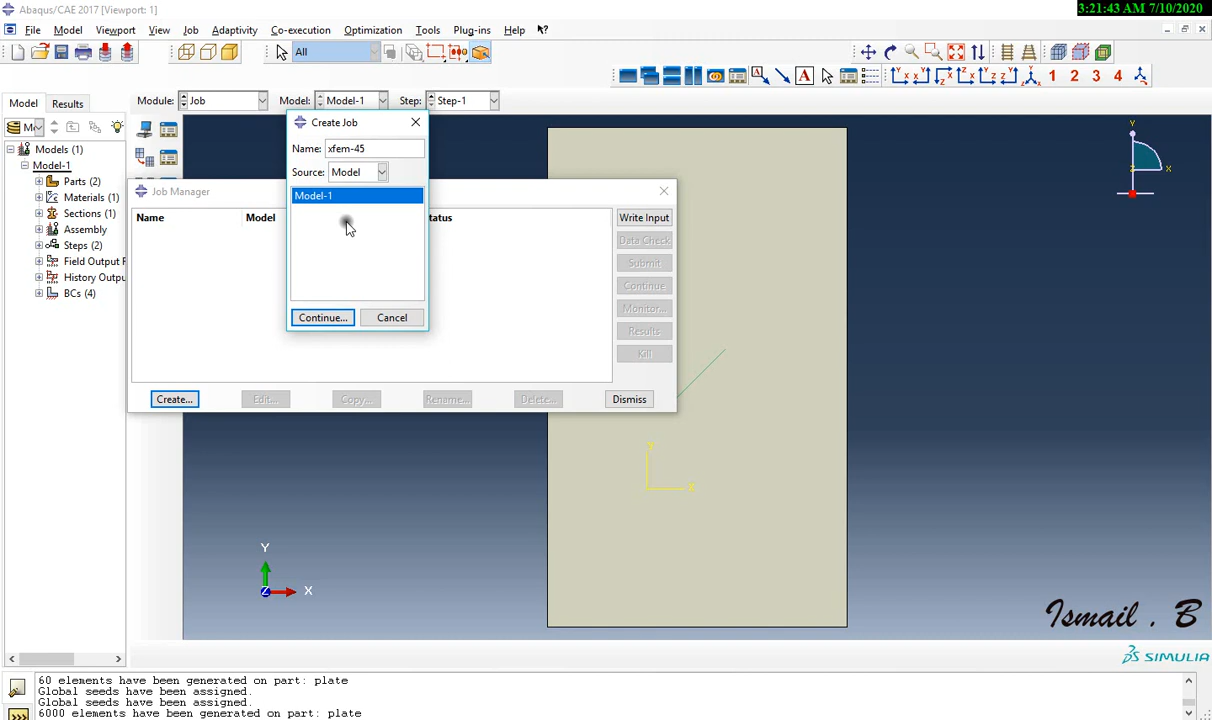 Abaqus/CAE 2017 [Viewport: 1]
3:21:43 AM 7/10/2020
File Model Viewport View Job Adaptivity Co-execution Optimization Tools Plug-ins Help
All
1 2 3 4
Model Results
Module: Job Model: Model-1 Step: Step-1
Create Job
Name: xfem-45
Source: Model
Model-1
Continue... Cancel
Models (1)
Model-1
Parts (2)
Materials (1)
Sections (1)
Assembly
Steps (2)
Field Output
History Outpu
BCs (4)
Job Manager
Name Model tatus
Write Input
Data Check
Submit
Continue
Monitor...
Results
Kill
Create... Edit... Copy... Rename... Delete... Dismiss
Y
X
Y
X
Z
Y
X
Ismail . B
SIMULIA
60 elements have been generated on part: plate
Global seeds have been assigned.
Global seeds have been assigned.
6000 elements have been generated on part: plate